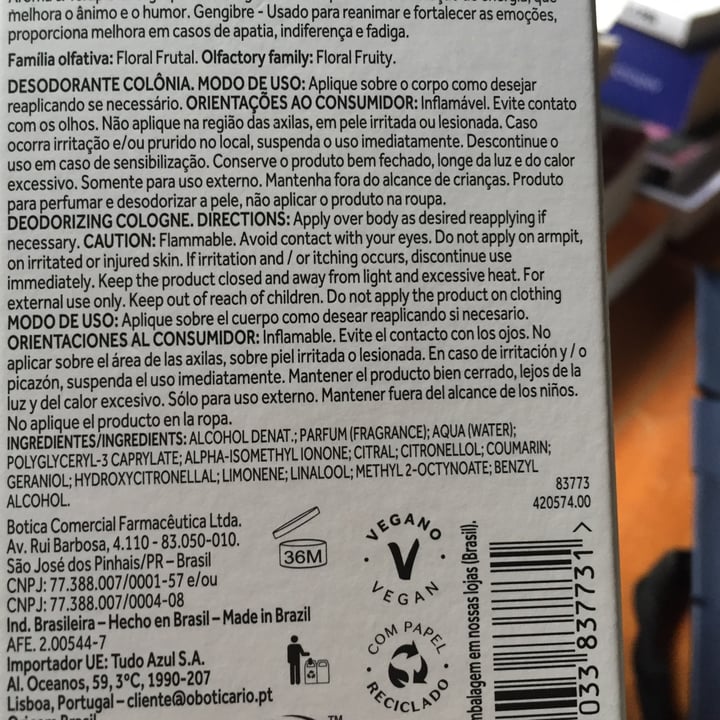 melhora o ânimo e o humor. Gengibre - Usado para reanimar e fortalecer as emoções,
proporciona melhora em casos de apatia, indiferença e fadiga.
Família olfativa: Floral Frutal. Olfactory family: Floral Fruity.
DESODORANTE COLÔNIA. MODO DE USO: Aplique sobre o corpo como desejar
reaplicando se necessário. ORIENTAÇÕES AO CONSUMIDOR: Inflamável. Evite contato
com os olhos. Não aplique na região das axilas, em pele irritada ou lesionada. Caso
ocorra irritação e/ou prurido no local, suspenda o uso imediatamente. Descontinue o
uso em caso de sensibilização. Conserve o produto bem fechado, longe da luz e do calor
excessivo. Somente para uso externo. Mantenha fora do alcance de crianças. Produto
para perfumar e desodorizar a pele, não aplicar o produto na roupa.
DEODORIZING COLOGNE. DIRECTIONS: Apply over body as desired reapplying if
necessary. CAUTION: Flammable. Avoid contact with your eyes. Do not apply on armpit,
on irritated or injured skin. If irritation and / or itching occurs, discontinue use
immediately. Keep the product closed and away from light and excessive heat. For
external use only. Keep out of reach of children. Do not apply the product on clothing
MODO DE USO: Aplique sobre el cuerpo como desear reaplicando si necesario.
ORIENTACIONES AL CONSUMIDOR: Inflamable. Evite el contacto con los ojos. No
aplicar sobre el área de las axilas, sobre piel irritada o lesionada. En caso de irritación y / o
picazón, suspenda el uso imediatamente. Mantener el producto bien cerrado, lejos de la
luz y del calor excesivo. Sólo para uso externo. Mantener fuera del alcance de los niños.
No aplique el producto en la ropa.
INGREDIENTES/INGREDIENTS: ALCOHOL DENAT.; PARFUM (FRAGRANCE); AQUA (WATER);
POLYGLYCERYL-3 CAPRYLATE; ALPHA-ISOMETHYL IONONE; CITRAL; CITRONELLOL; COUMARIN;
GERANIOL; HYDROXYCITRONELLAL; LIMONENE; LINALOOL; METHYL 2-OCTYNOATE; BENZYL
ALCOHOL.
83773
420574.00
Botica Comercial Farmacêutica Ltda.
Av. Rui Barbosa, 4.110 - 83.050-010.
São José dos Pinhais/PR – Brasil
CNPJ: 77.388.007/0001-57 e/ou
CNPJ: 77.388.007/0004-08
Ind. Brasileira – Hecho en Brasil – Made in Brazil
AFE. 2.00544-7
Importador UE: Tudo Azul S.A.
Al. Oceanos, 59, 3ºC, 1990-207
Lisboa, Portugal – cliente@oboticario.pt
36M
VEGANO
V
VEGAN
COM PAPEL
RECICLADO
TM
em nossas lojas (Brasil).
033 837731 >